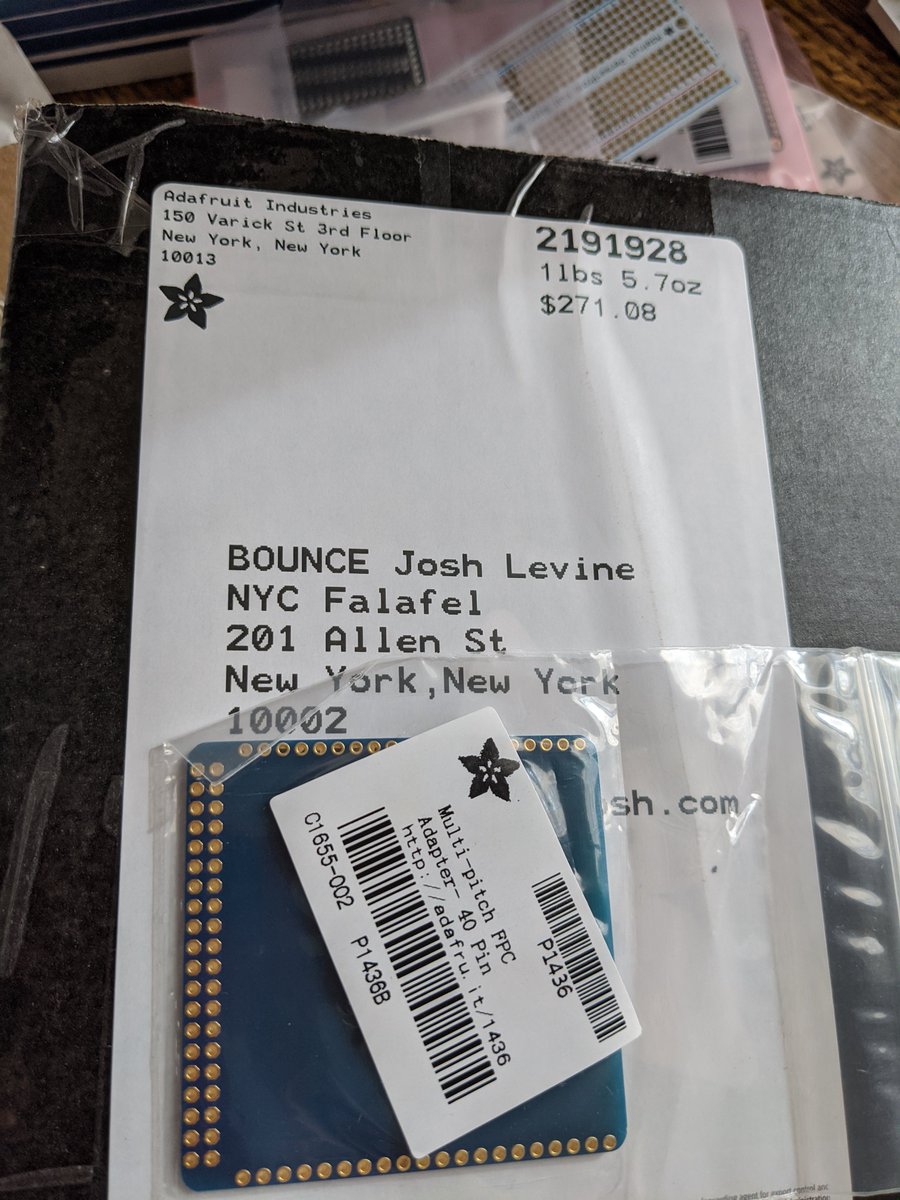 Adafruit Industries
150 Varick St 3rd Floor
New York, New York
10013
2191928
1lbs 5.7oz
$271.08
BOUNCE Josh Levine
NYC Falafel
201 Allen St
New York,New York
10002
sh.com
Multi-pitch FPC
Adapter- 40 Pin
http://adafru.it/1436
P1436
C1655-002
P1436B